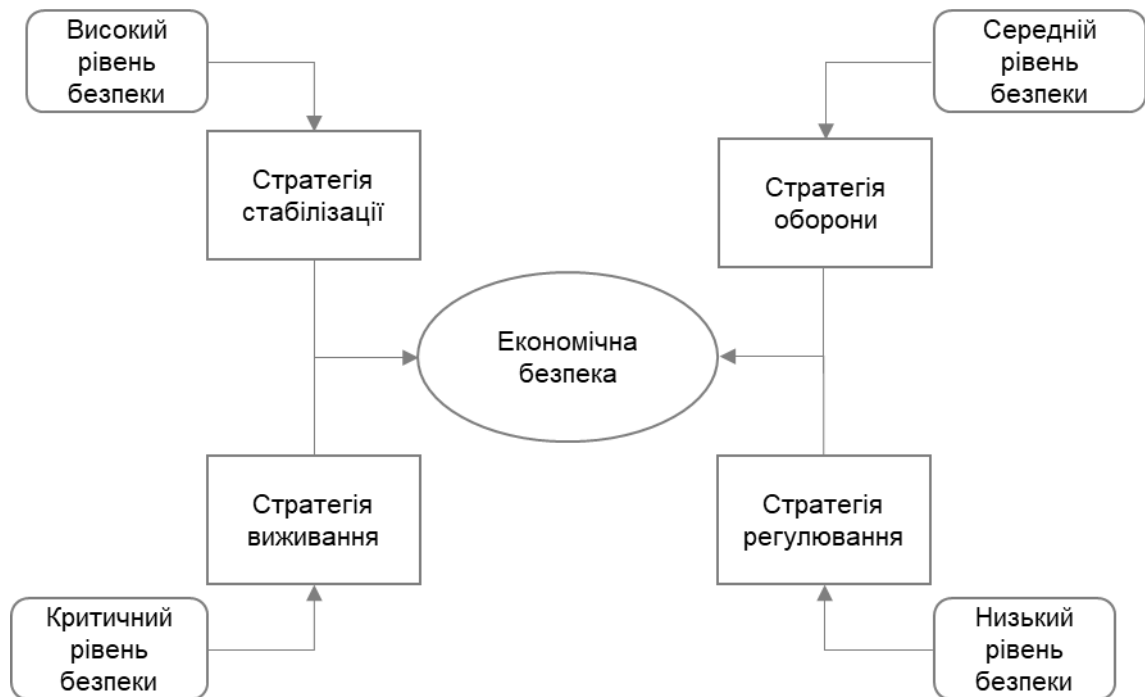 Високий
рівень
безпеки
Середній
рівень
безпеки
Стратегія
стабілізації
Стратегія
оборони
Економічна
безпека
Стратегія
виживання
Стратегія
регулювання
Критичний
рівень
безпеки
Низький
рівень
безпеки